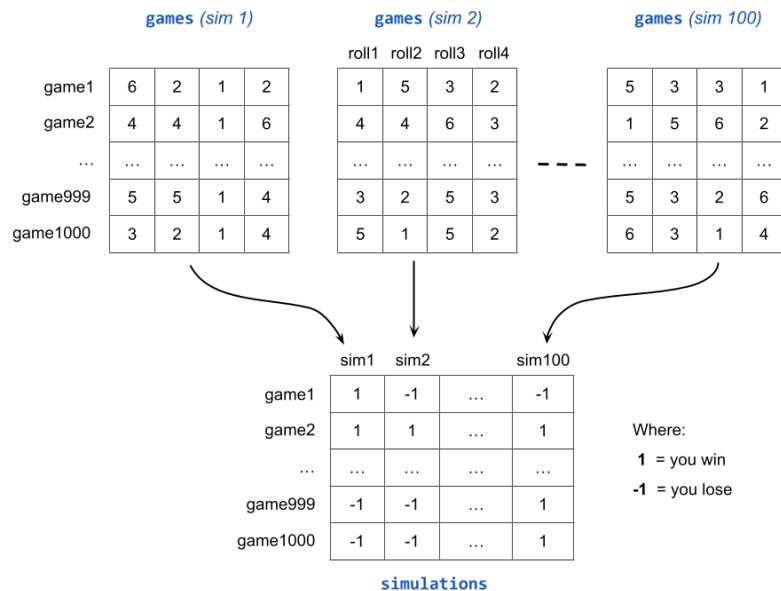 games (sim 1) games (sim 2) games (sim 100)
roll1 roll2 roll3 roll4
game1 6 2 1 2 1 5 3 2 5 3 3 1
game2 4 4 1 6 4 4 6 3 1 5 6 2
... ... ... ... ... ... ... ... ... ... ... ... ...
game999 5 5 1 4 3 2 5 3 5 3 2 6
game1000 3 2 1 4 5 1 5 2 6 3 1 4
sim1 sim2 sim100
game1 1 -1 ... -1
game2 1 1 ... 1
... ... ... ... ...
game999 -1 -1 ... 1
game1000 -1 -1 ... 1
Where:
1 = you win
-1 = you lose
simulations